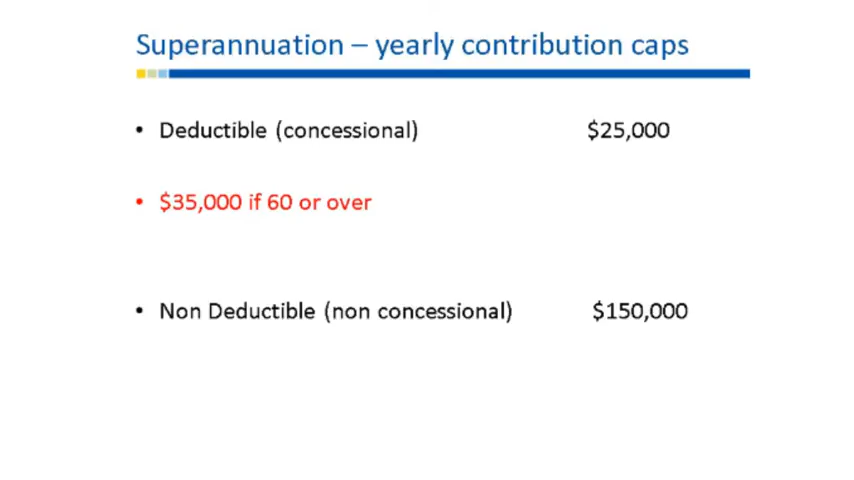 Superannuation – yearly contribution caps
• Deductible (concessional) $25,000
• $35,000 if 60 or over
• Non Deductible (non concessional) $150,000